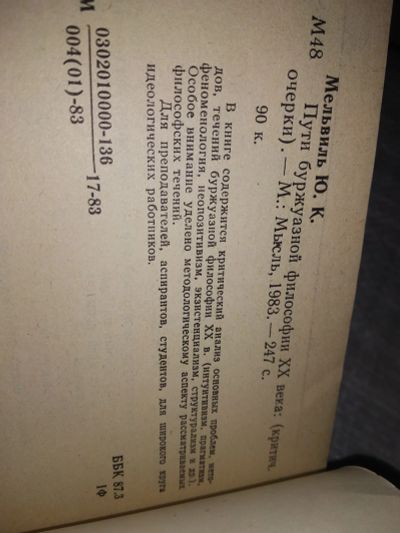 Мельвиль Ю. К.
М48 Пути буржуазной философии XX века: (критич.
очерки). — М.: Мысль, 1983. — 247 с.
90 к.
В книге содержится критический анализ основных проблем, мето-
дов, течений буржуазной философии XX в. (интуитивизм, прагматизм,
феноменология, неопозитивизм, экзистенциализм, структурализм и др.).
Особое внимание уделено методологическому аспекту рассматриваемых
философских течений.
Для преподавателей, аспирантов, студентов, для широкого круга
идеологических работников.
М 0302010000-136 17-83
004(01)-83
ББК 87.3
1Ф